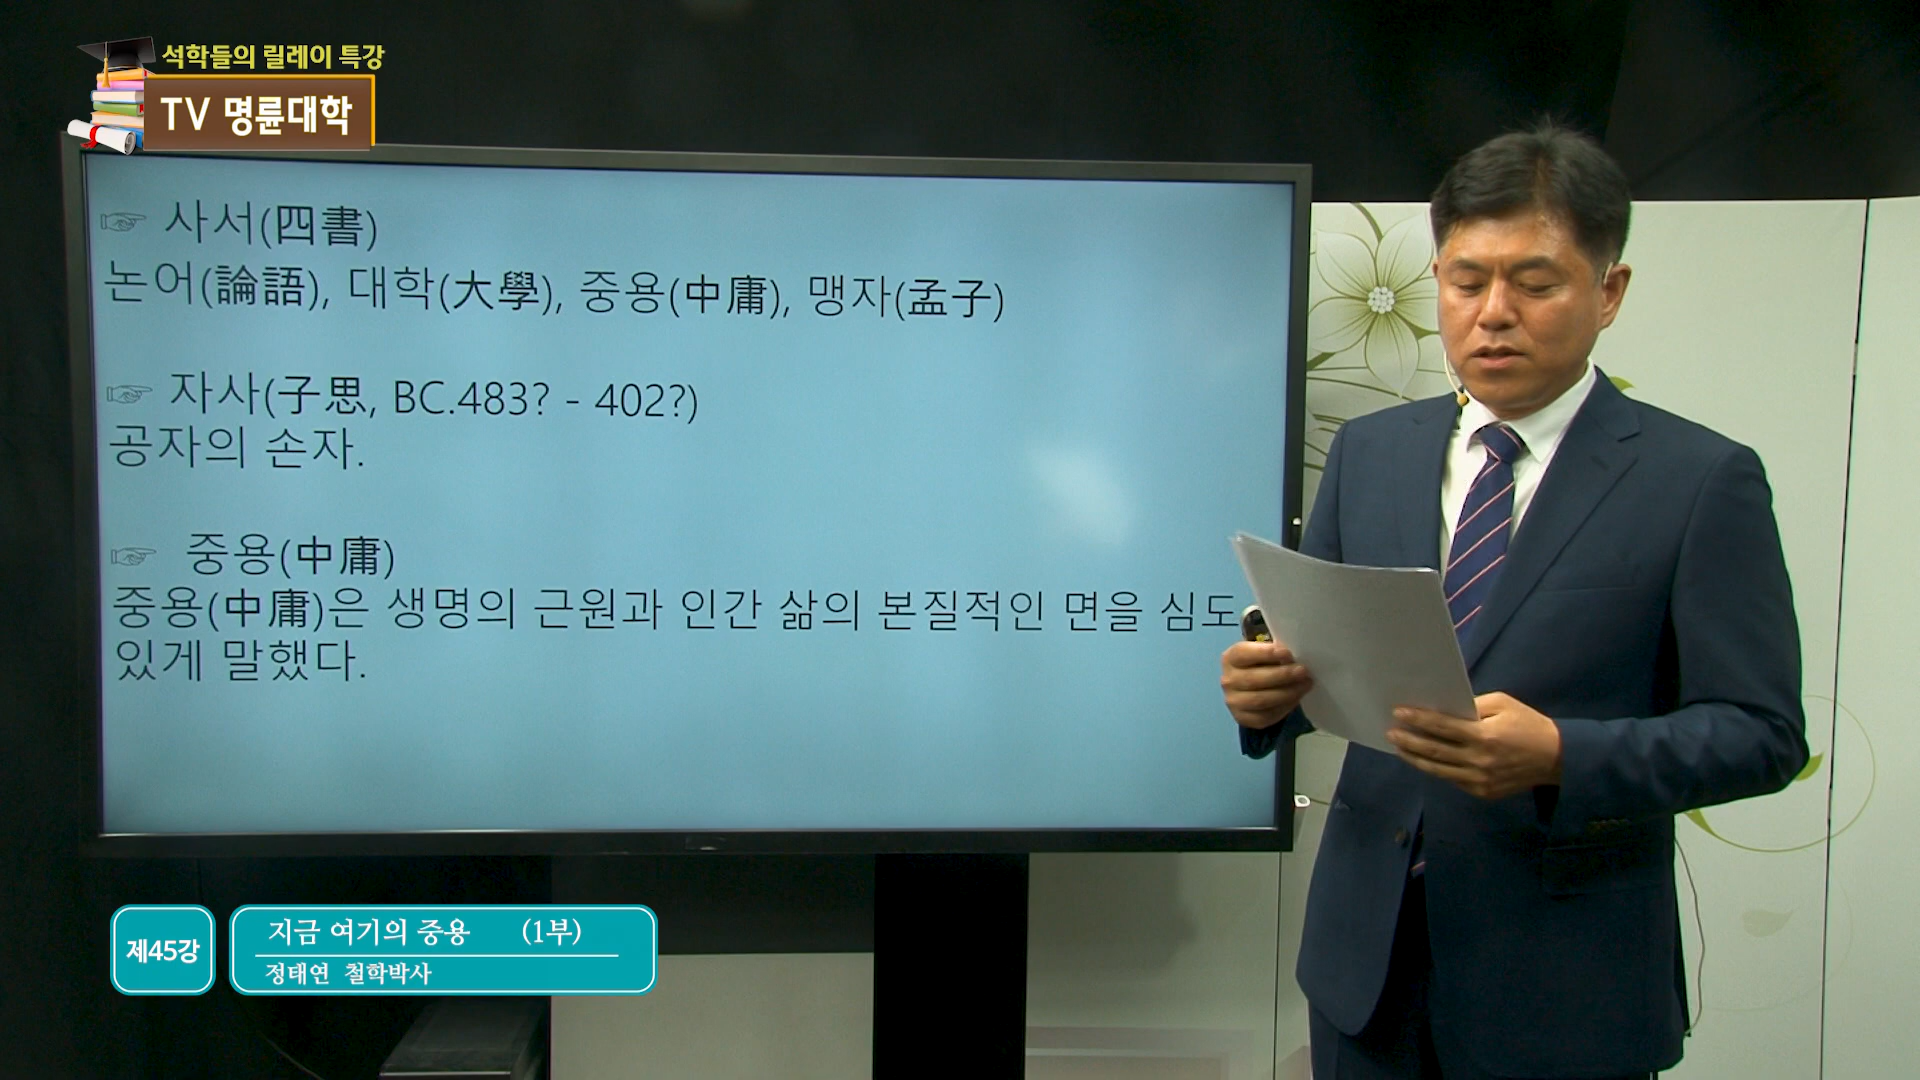 석학들의 릴레이 특강
TV 명륜대학
☞ 사서(四書)
논어(論語), 대학(大學), 중용(中庸), 맹자(孟子)
☞ 자사(子思, BC.483? - 402?)
공자의 손자.
☞ 중용(中庸)
중용(中庸)은 생명의 근원과 인간 삶의 본질적인 면을 심도
있게 말했다.
제45강
지금 여기의 중용 (1부)
정태연 철학박사